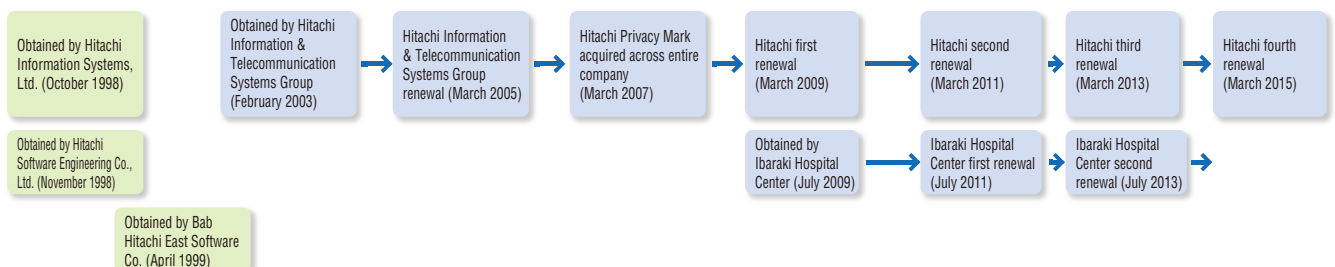 Obtained by Hitachi
Information Systems,
Ltd. (October 1998)
Obtained by Hitachi
Information &
Telecommunication
Systems Group
(February 2003)
Hitachi Information
& Telecommunication
Systems Group
renewal (March 2005)
Hitachi Privacy Mark
acquired across entire
company
(March 2007)
Hitachi first
renewal
(March 2009)
Hitachi second
renewal
(March 2011)
Hitachi third
renewal
(March 2013)
Hitachi fourth
renewal
(March 2015)
Obtained by Hitachi
Software Engineering Co.,
Ltd. (November 1998)
Obtained by
Ibaraki Hospital
Center (July 2009)
Ibaraki Hospital
Center first renewal
(July 2011)
Ibaraki Hospital
Center second
renewal (July 2013)
Obtained by Bab
Hitachi East Software
Co. (April 1999)